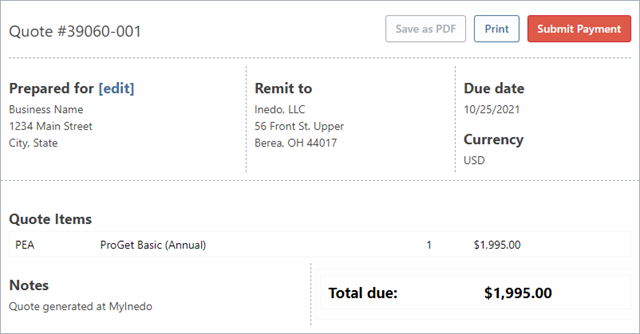 Quote #39060-001
Save as PDF
Print
Submit Payment
Prepared for [edit]
Business Name
1234 Main Street
City, State
Remit to
Inedo, LLC
56 Front St. Upper
Berea, OH 44017
Due date
10/25/2021
Currency
USD
Quote Items
PEA ProGet Basic (Annual) 1 $1,995.00
Notes
Quote generated at MyInedo
Total due: $1,995.00